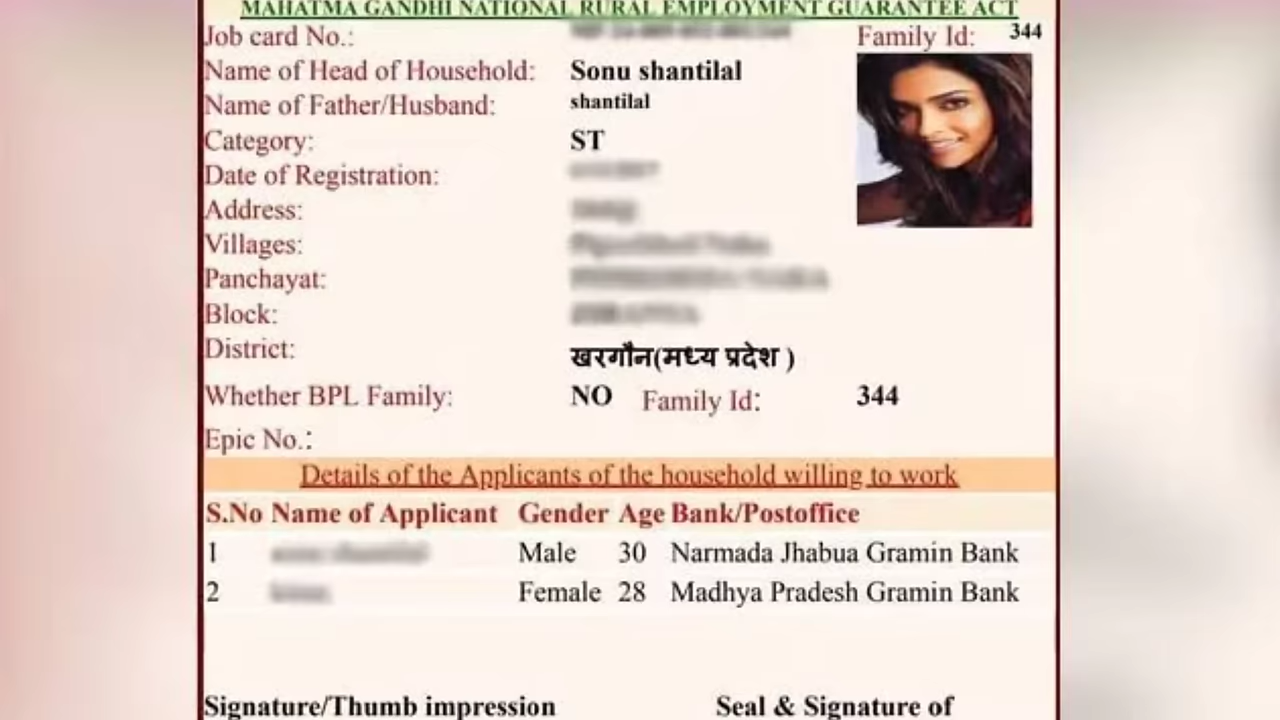 MAHATMA GANDHI NATIONAL RURAL EMPLOYMENT GUARANTEE ACT
Job card No.: Family Id: 344
Name of Head of Household: Sonu shantilal
Name of Father/Husband: shantilal
Category: ST
Date of Registration:
Address:
Villages:
Panchayat:
Block:
District: खरगौन(मध्य प्रदेश )
Whether BPL Family: NO Family Id: 344
Epic No.:
Details of the Applicants of the household willing to work
S.No Name of Applicant Gender Age Bank/Postoffice
1 Male 30 Narmada Jhabua Gramin Bank
2 Female 28 Madhya Pradesh Gramin Bank
Signature/Thumb impression Seal & Signature of